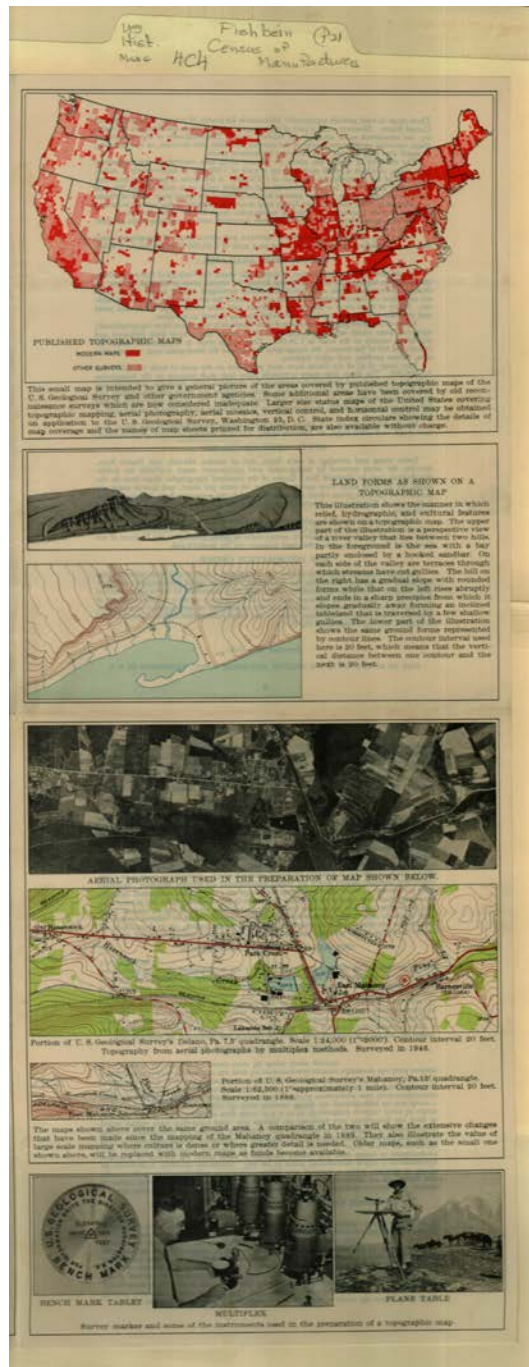 US Fishbein
Hist. Census of
Misc 4C4 Manufactures
PUBLISHED TOPOGRAPHIC MAPS
MODERN MAPS
OTHER SURVEYS
This small map is intended to give a general picture of the areas covered by published topographic maps of the
U. S. Geological Survey and other government agencies. Some additional areas have been covered by old recon-
naissance surveys which are now considered inadequate. Larger size status maps of the United States covering
topographic mapping, aerial photography, aerial mosaics, vertical control, and horizontal control may be obtained
on application to the U. S. Geological Survey, Washington 25, D. C. State index circulars showing the details of
map coverage and the names of map sheets printed for distribution, are also available without charge.
LAND FORMS AS SHOWN ON A
TOPOGRAPHIC MAP
This illustration shows the manner in which
relief, hydrographic, and cultural features
are shown on a topographic map. The upper
part of the illustration is a perspective view
of a river valley that lies between two hills.
In the foreground is the sea with a bay
partly enclosed by a hooked sandbar. On
each side of the valley are terraces through
which streams have cut gullies. The hill on
the right has a gradual slope with rounded
forms while that on the left rises abruptly
and ends in a sharp precipice from which it
slopes gradually away forming an inclined
tableland that is traversed by a few shallow
gullies. The lower part of the illustration
shows the same ground forms represented
by contour lines. The contour interval used
here is 20 feet, which means that the verti-
cal distance between one contour and the
next is 20 feet.
AERIAL PHOTOGRAPH USED IN THE PREPARATION OF MAP SHOWN BELOW.
Park Crest
East Mahanoy
Barnesville
Lakeside
Portion of U. S. Geological Survey's Delano, Pa. 7.5' quadrangle. Scale 1:24,000 (1"=2000'). Contour interval 20 feet.
Topography from aerial photographs by multiplex methods. Surveyed in 1946.
Portion of U. S. Geological Survey's Mahanoy, Pa. 15' quadrangle.
Scale 1:62,500 (1"=approximately 1 mile). Contour interval 20 feet.
Surveyed in 1889.
The maps shown above cover the same ground area. A comparison of the two will show the extensive changes
that have been made since the mapping of the Mahanoy quadrangle in 1889. They also illustrate the value of
large scale mapping where culture is dense or where greater detail is needed. Older maps, such as the small one
shown above, will be replaced with modern maps as funds become available.
U.S. GEOLOGICAL SURVEY
BENCH MARK
BENCH MARK TABLET
MULTIPLEX
PLANE TABLE
Survey marker and some of the instruments used in the preparation of a topographic map.